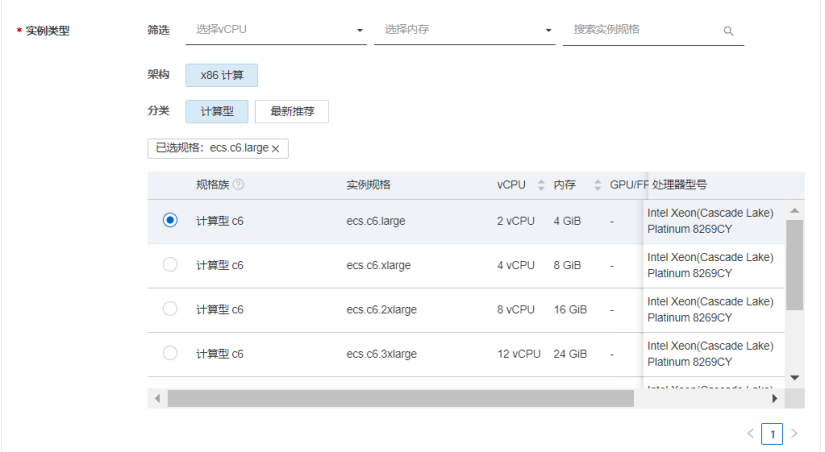 * 实例类型 筛选 选择vCPU 选择内存 搜索实例规格
架构 x86 计算
分类 计算型 最新推荐
已选规格：ecs.c6.large ×
规格族 ? 实例规格 vCPU 内存 GPU/FF 处理器型号
计算型 c6 ecs.c6.large 2 vCPU 4 GiB - Intel Xeon(Cascade Lake) Platinum 8269CY
计算型 c6 ecs.c6.xlarge 4 vCPU 8 GiB - Intel Xeon(Cascade Lake) Platinum 8269CY
计算型 c6 ecs.c6.2xlarge 8 vCPU 16 GiB - Intel Xeon(Cascade Lake) Platinum 8269CY
计算型 c6 ecs.c6.3xlarge 12 vCPU 24 GiB - Intel Xeon(Cascade Lake) Platinum 8269CY
< 1 >